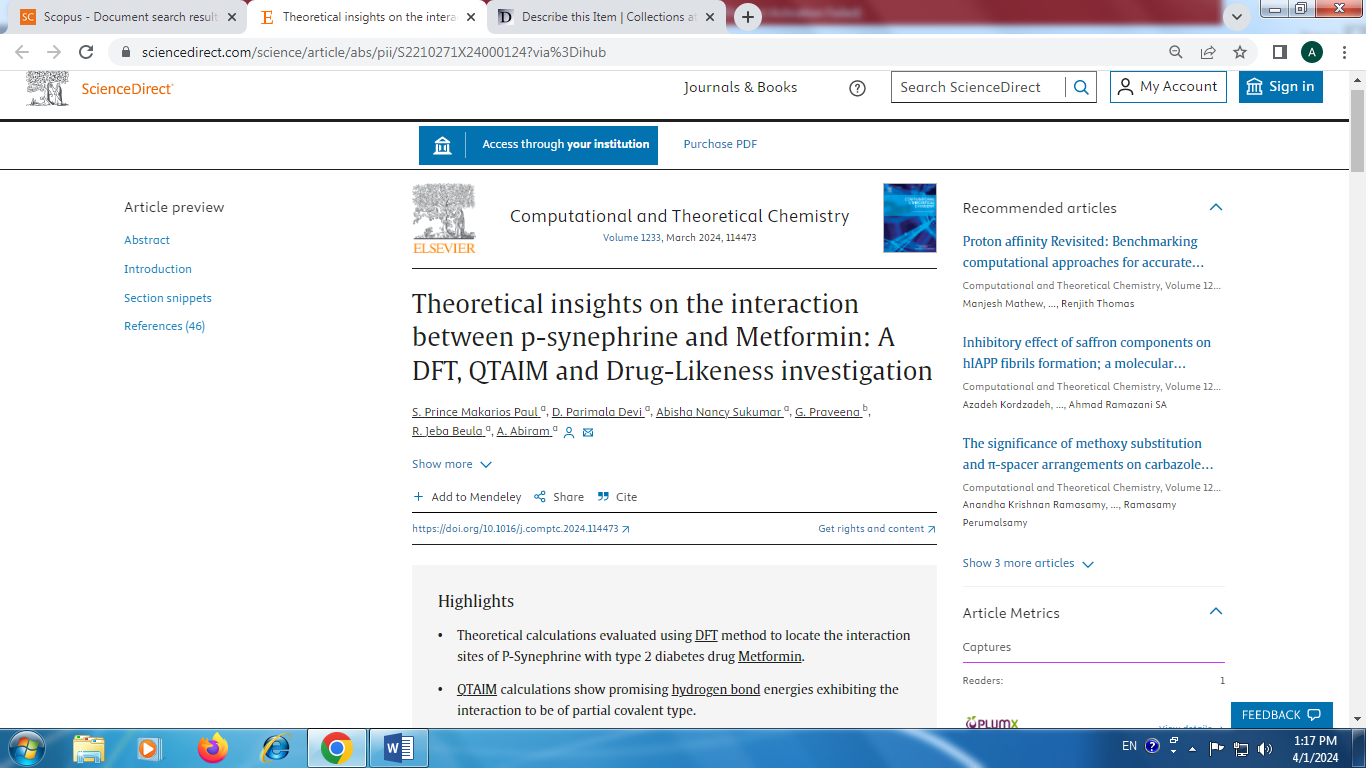 Scopus - Document search result
Theoretical insights on the intera
Describe this Item | Collections a
sciencedirect.com/science/article/abs/pii/S2210271X24000124?via%3Dihub
A
ScienceDirect
Journals & Books
Search ScienceDirect
My Account
Sign in
Access through your institution
Purchase PDF
Article preview
Abstract
Introduction
Section snippets
References (46)
ELSEVIER
Computational and Theoretical Chemistry
Volume 1233, March 2024, 114473
Theoretical insights on the interaction
between p-synephrine and Metformin: A
DFT, QTAIM and Drug-Likeness investigation
S. Prince Makarios Paul a, D. Parimala Devi a, Abisha Nancy Sukumar a, G. Praveena b,
R. Jeba Beula a, A. Abiram a
Show more
+ Add to Mendeley Share Cite
https://doi.org/10.1016/j.comptc.2024.114473
Get rights and content
Highlights
• Theoretical calculations evaluated using DFT method to locate the interaction
sites of P-Synephrine with type 2 diabetes drug Metformin.
• QTAIM calculations show promising hydrogen bond energies exhibiting the
interaction to be of partial covalent type.
Recommended articles
Proton affinity Revisited: Benchmarking
computational approaches for accurate…
Computational and Theoretical Chemistry, Volume 12...
Manjesh Mathew, ..., Renjith Thomas
Inhibitory effect of saffron components on
hIAPP fibrils formation; a molecular…
Computational and Theoretical Chemistry, Volume 12...
Azadeh Kordzadeh, ..., Ahmad Ramazani SA
The significance of methoxy substitution
and π-spacer arrangements on carbazole…
Computational and Theoretical Chemistry, Volume 12...
Anandha Krishnan Ramasamy, ..., Ramasamy
Perumalsamy
Show 3 more articles
Article Metrics
Captures
Readers: 1
PLUMX
View details
FEEDBACK
EN
1:17 PM
4/1/2024